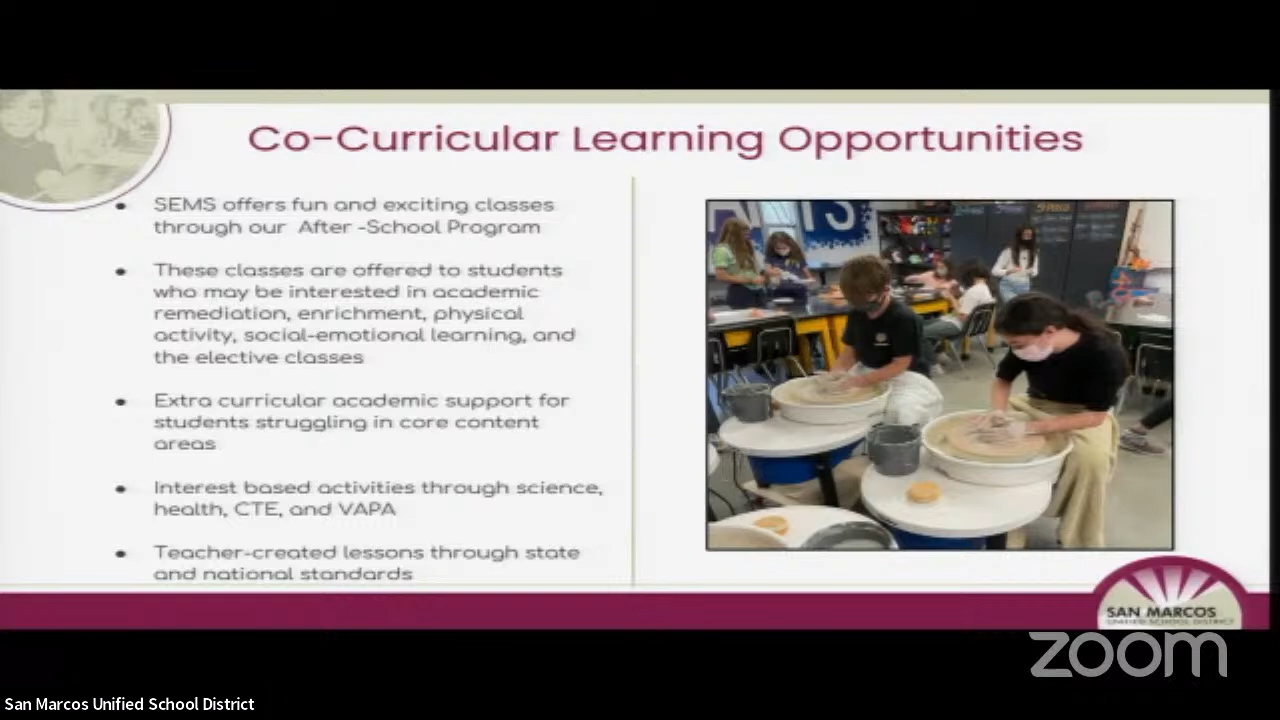 Co-Curricular Learning Opportunities
SEMS offers fun and exciting classes
through our After -School Program
These classes are offered to students
who may be interested in academic
remediation, enrichment, physical
activity, social-emotional learning, and
the elective classes
Extra curricular academic support for
students struggling in core content
areas
Interest based activities through science,
health, CTE, and VAPA
Teacher-created lessons through state
and national standards
ARTS
SAN MARCOS
UNIFIED SCHOOL DISTRICT
zoom
San Marcos Unified School District